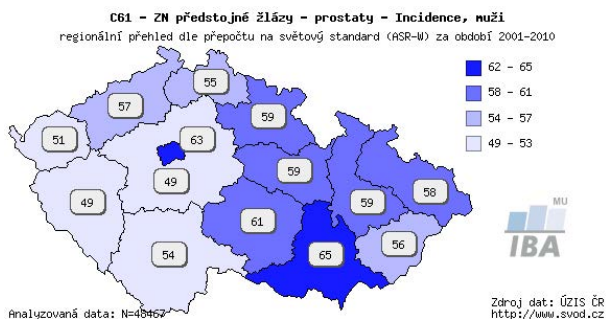 C61 - ZN předstojné žlázy - prostaty - Incidence, muži
regionální přehled dle přepočtu na světový standard (ASR-W) za období 2001-2010
62 - 65
58 - 61
54 - 57
49 - 53
55
57
59
51
63
59
49
58
49
59
61
56
54
65
MU
IBA
Analyzovaná data: N=48467
Zdroj dat: ÚZIS ČR
http://www.svod.cz